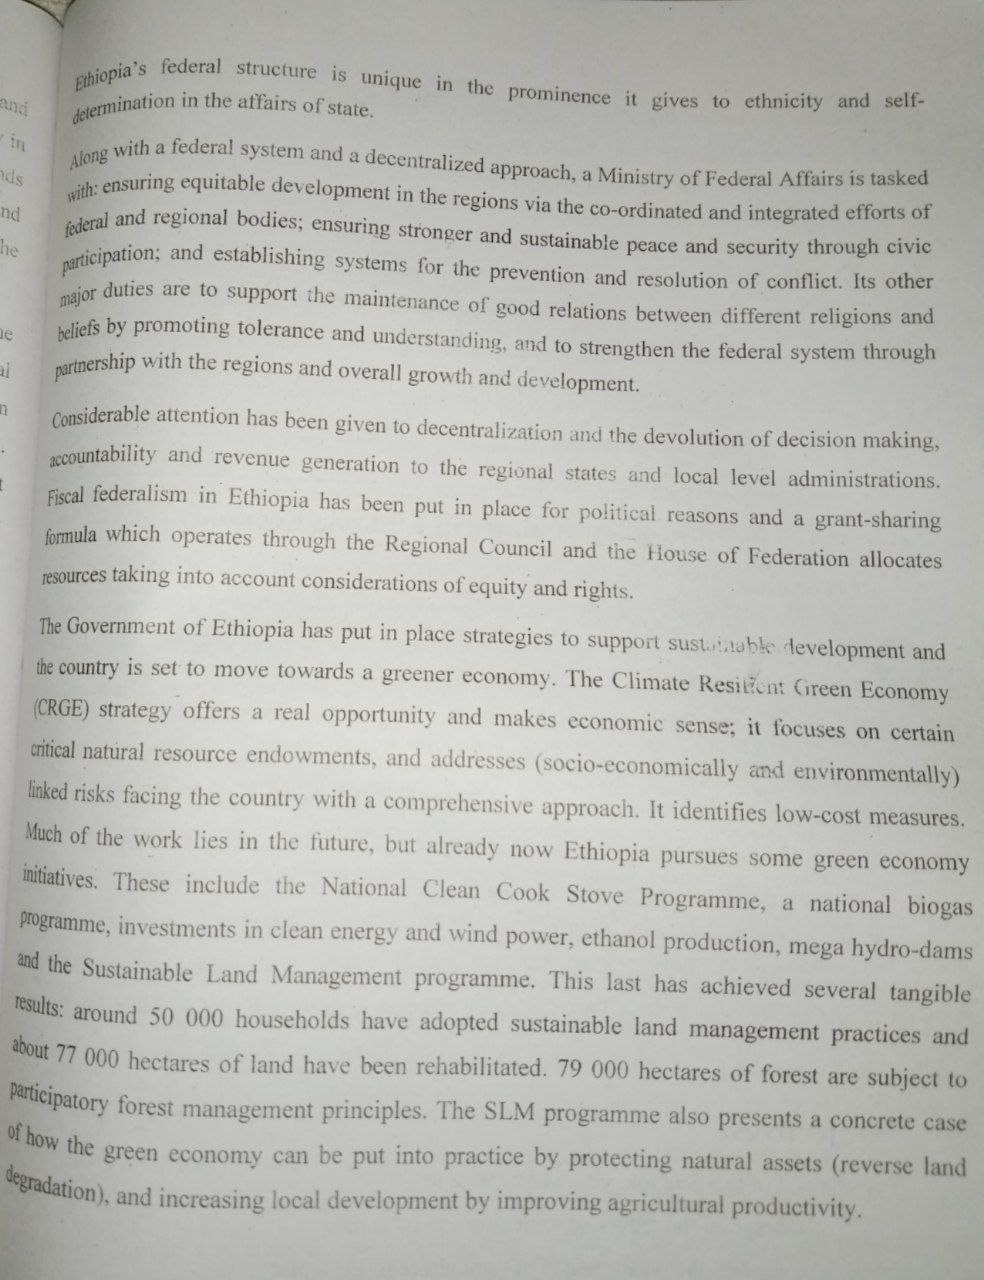 and
in
nd
he
Ethiopia's federal structure is unique in the prominence it gives to ethnicity and self-
determination in the affairs of state.
Along with a federal system and a decentralized approach, a Ministry of Federal Affairs is tasked
with: ensuring equitable development in the regions via the co-ordinated and integrated efforts of
federal and regional bodies; ensuring stronger and sustainable peace and security through civic
participation; and establishing systems for the prevention and resolution of conflict. Its other
major duties are to support the maintenance of good relations between different religions and
beliefs by promoting tolerance and understanding, and to strengthen the federal system through
partnership with the regions and overall growth and development.
Considerable attention has been given to decentralization and the devolution of decision making,
accountability and revenue generation to the regional states and local level administrations.
Fiscal federalism in Ethiopia has been put in place for political reasons and a grant-sharing
formula which operates through the Regional Council and the House of Federation allocates
resources taking into account considerations of equity and rights.
The Government of Ethiopia has put in place strategies to support sustainable development and
the country is set to move towards a greener economy. The Climate Resilient Green Economy
(CRGE) strategy offers a real opportunity and makes economic sense; it focuses on certain
critical natural resource endowments, and addresses (socio-economically and environmentally)
linked risks facing the country with a comprehensive approach. It identifies low-cost measures.
Much of the work lies in the future, but already now Ethiopia pursues some green economy
initiatives. These include the National Clean Cook Stove Programme, a national biogas
programme, investments in clean energy and wind power, ethanol production, mega hydro-dams
and the Sustainable Land Management programme. This last has achieved several tangible
results: around 50 000 households have adopted sustainable land management practices and
about 77 000 hectares of land have been rehabilitated. 79 000 hectares of forest are subject to
participatory forest management principles. The SLM programme also presents a concrete case
of how the green economy can be put into practice by protecting natural assets (reverse land
degradation), and increasing local development by improving agricultural productivity.